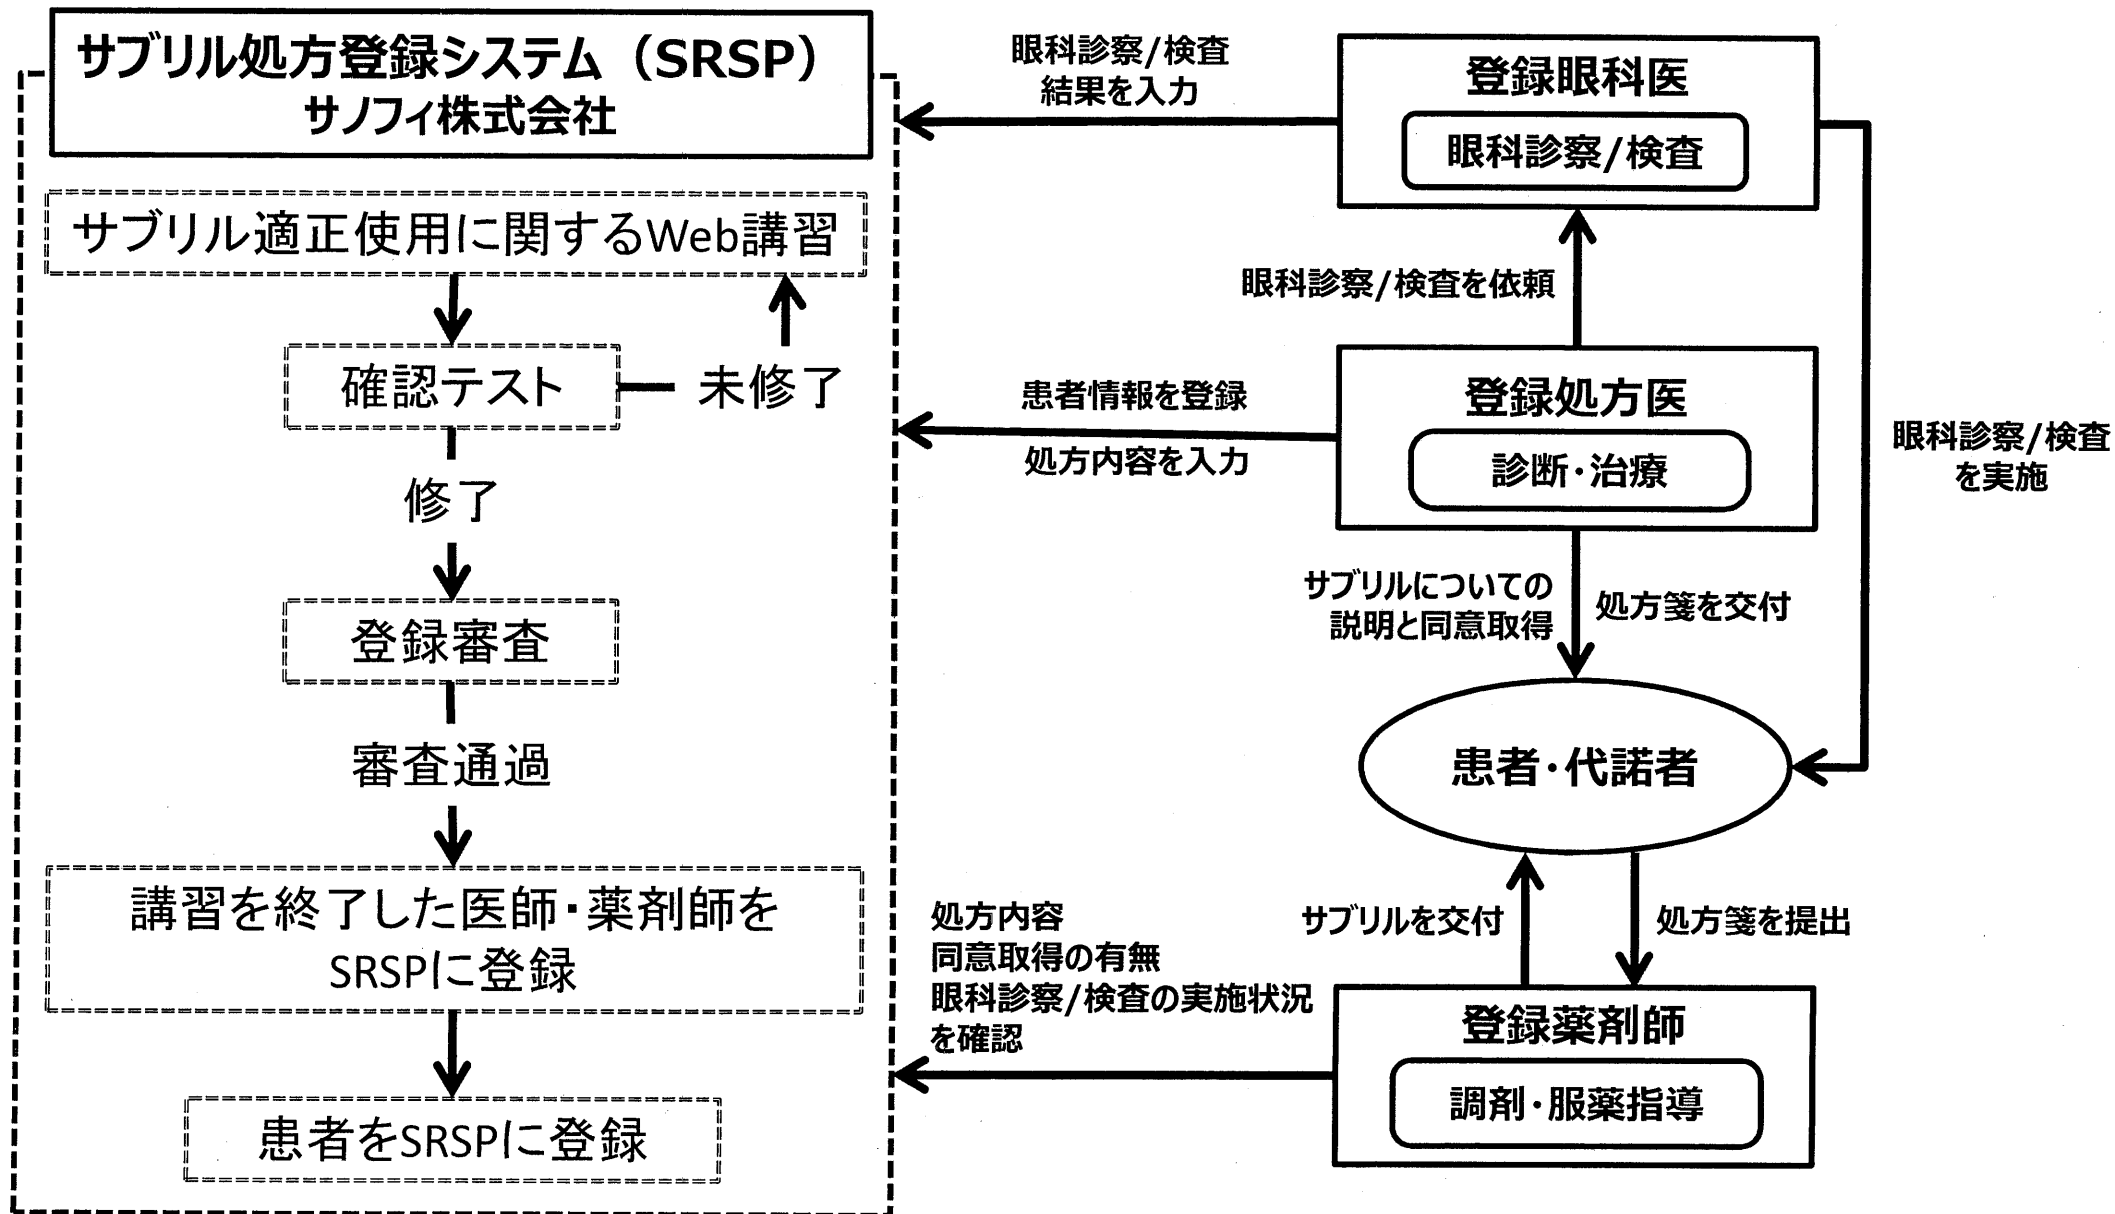 サブリル処方登録システム（SRSP）
サノフィ株式会社
サブリル適正使用に関するWeb講習
確認テスト
未修了
修了
登録審査
審査通過
講習を終了した医師・薬剤師を
SRSPに登録
患者をSRSPに登録
眼科診察/検査
結果を入力
登録眼科医
眼科診察/検査
眼科診察/検査を依頼
患者情報を登録
処方内容を入力
登録処方医
診断・治療
眼科診察/検査
を実施
サブリルについての
説明と同意取得
処方箋を交付
患者・代諾者
サブリルを交付
処方箋を提出
処方内容
同意取得の有無
眼科診察/検査の実施状況
を確認
登録薬剤師
調剤・服薬指導